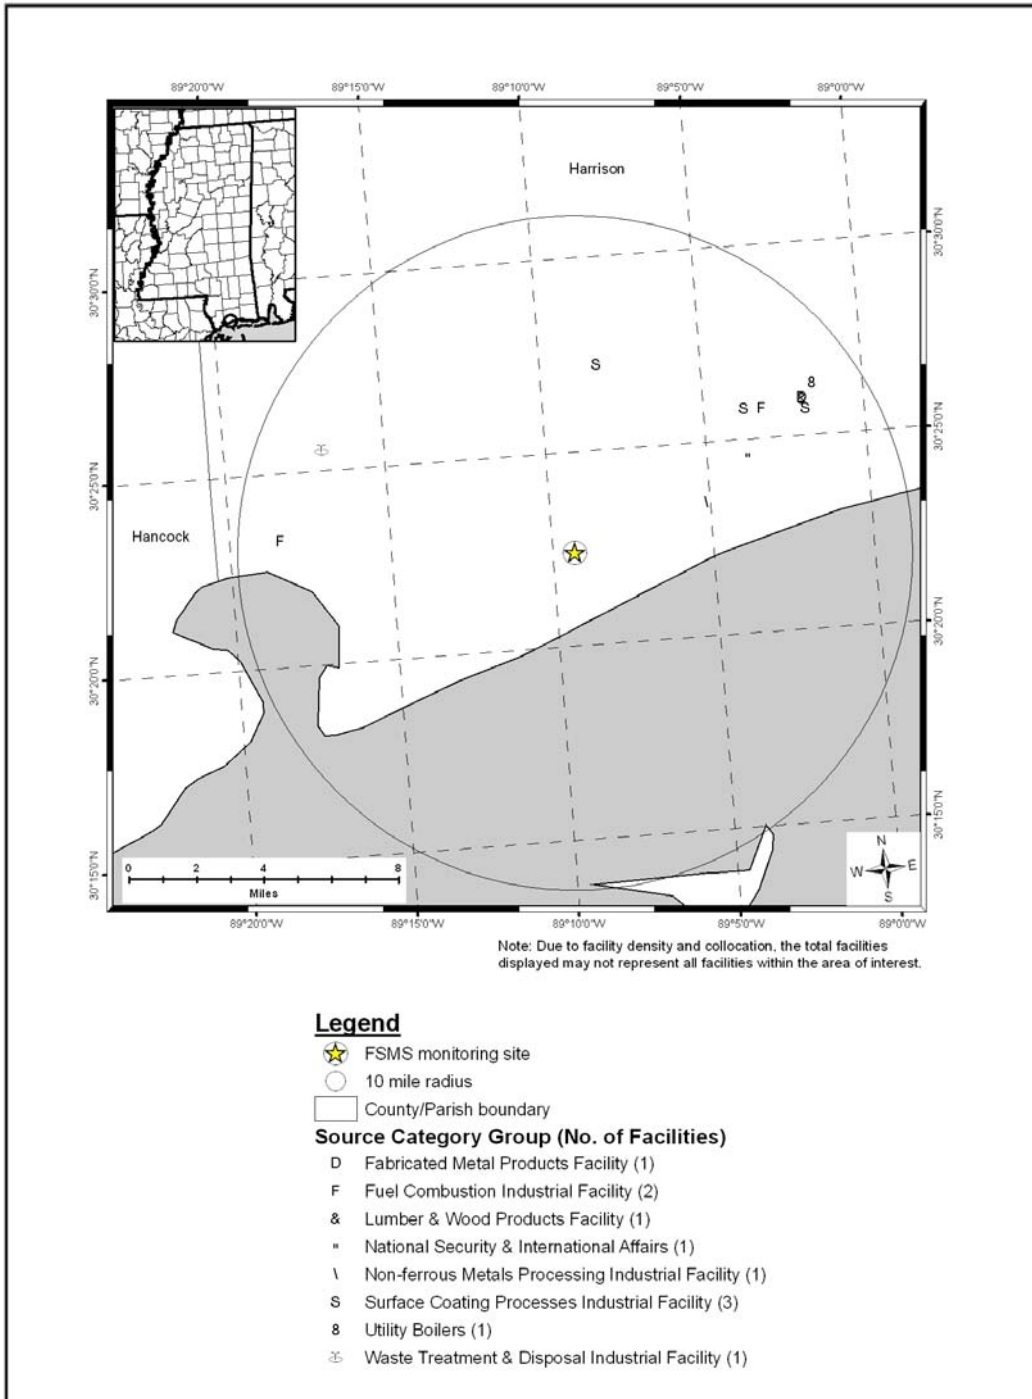 89°20'0"W 89°15'0"W 89°10'0"W 89°5'0"W 89°0'0"W
Harrison
30°30'0"N
30°30'0"N
S
8
D
S F S
30°25'0"N
"
30°25'0"N
\
Hancock
F
30°20'0"N
30°20'0"N
30°15'0"N
30°15'0"N
0 2 4 6 8
Miles
N
W E
S
89°20'0"W 89°15'0"W 89°10'0"W 89°5'0"W 89°0'0"W
Note: Due to facility density and collocation, the total facilities
displayed may not represent all facilities within the area of interest.
Legend
FSMS monitoring site
10 mile radius
County/Parish boundary
Source Category Group (No. of Facilities)
D Fabricated Metal Products Facility (1)
F Fuel Combustion Industrial Facility (2)
& Lumber & Wood Products Facility (1)
" National Security & International Affairs (1)
\ Non-ferrous Metals Processing Industrial Facility (1)
S Surface Coating Processes Industrial Facility (3)
8 Utility Boilers (1)
Waste Treatment & Disposal Industrial Facility (1)